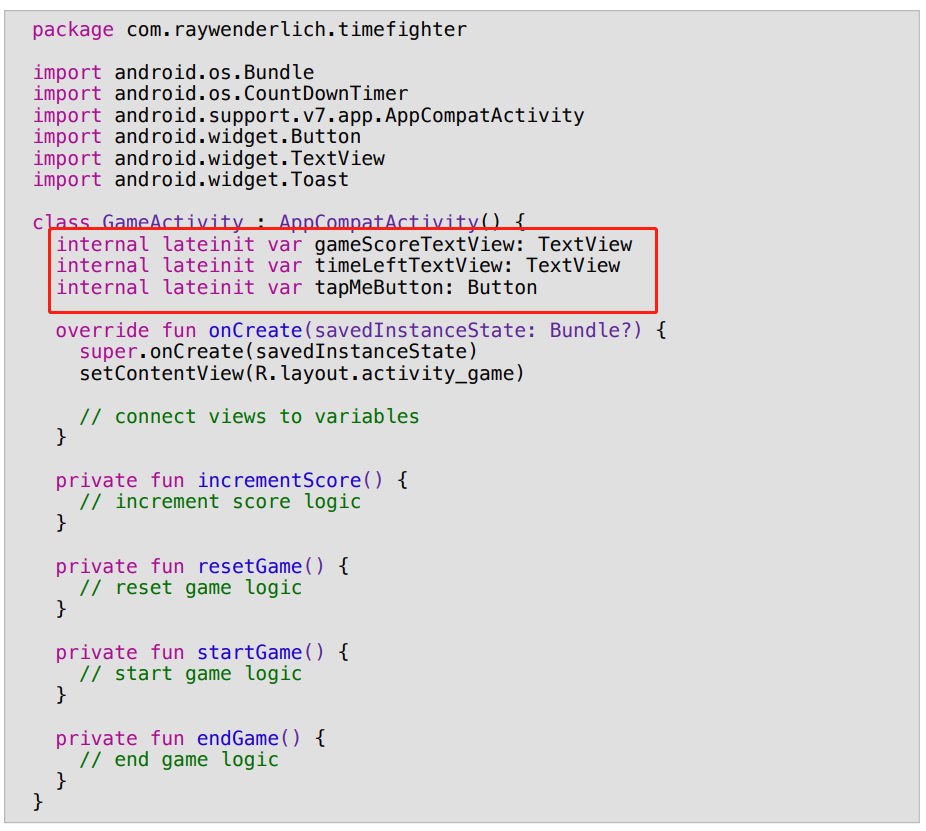 package com.raywenderlich.timefighter
import android.os.Bundle
import android.os.CountDownTimer
import android.support.v7.app.AppCompatActivity
import android.widget.Button
import android.widget.TextView
import android.widget.Toast
class GameActivity : AppCompatActivity() {
internal lateinit var gameScoreTextView: TextView
internal lateinit var timeLeftTextView: TextView
internal lateinit var tapMeButton: Button
override fun onCreate(savedInstanceState: Bundle?) {
super.onCreate(savedInstanceState)
setContentView(R.layout.activity_game)
// connect views to variables
}
private fun incrementScore() {
// increment score logic
}
private fun resetGame() {
// reset game logic
}
private fun startGame() {
// start game logic
}
private fun endGame() {
// end game logic
}
}